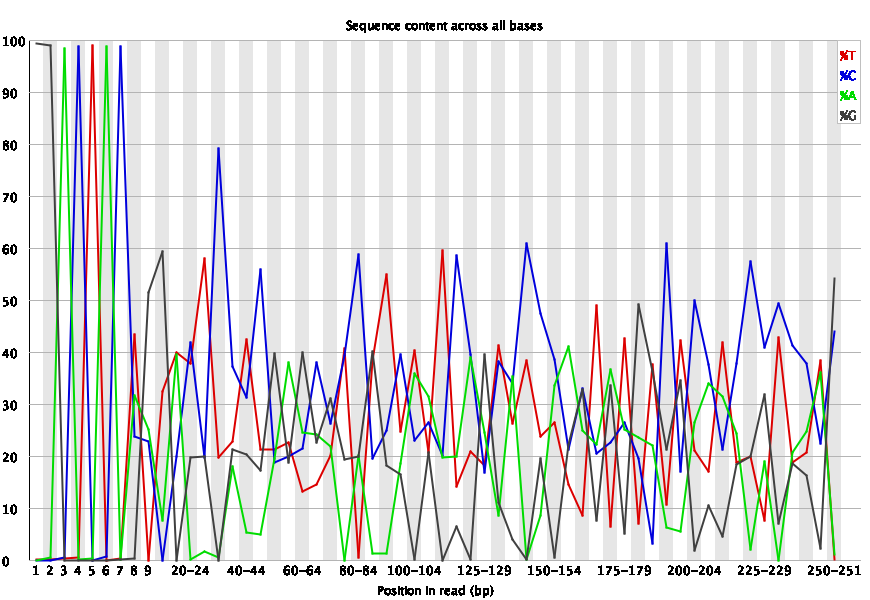 Sequence content across all bases
100
90
80
70
60
50
40
30
20
10
0
%T
%C
%A
%G
1 2 3 4 5 6 7 8 9 20-24 40-44 60-64 80-84 100-104 125-129 150-154 175-179 200-204 225-229 250-251
Position in read (bp)